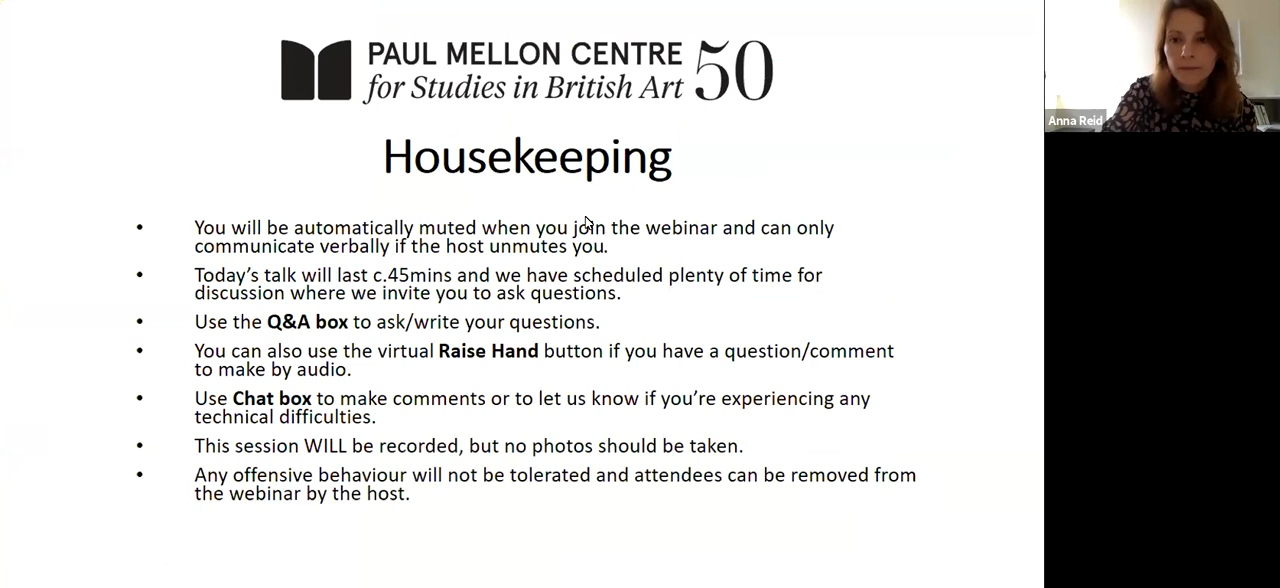 PAUL MELLON CENTRE
for Studies in British Art
50
Anna Reid
Housekeeping
• You will be automatically muted when you join the webinar and can only
communicate verbally if the host unmutes you.
• Today’s talk will last c.45mins and we have scheduled plenty of time for
discussion where we invite you to ask questions.
• Use the Q&A box to ask/write your questions.
• You can also use the virtual Raise Hand button if you have a question/comment
to make by audio.
• Use Chat box to make comments or to let us know if you’re experiencing any
technical difficulties.
• This session WILL be recorded, but no photos should be taken.
• Any offensive behaviour will not be tolerated and attendees can be removed from
the webinar by the host.